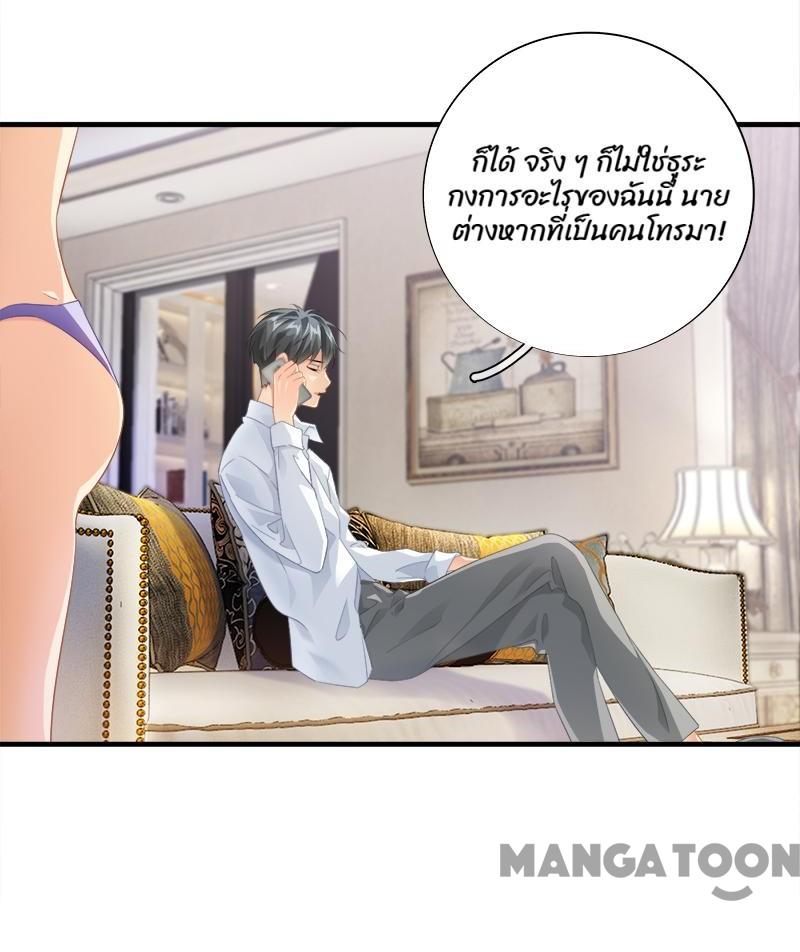 ก็ได้ จริง ๆ ก็ไม่ใช่ธุระ
กงการอะไรของฉันนี่ นาย
ต่างหากที่เป็นคนโทรมา!
MANGATOON